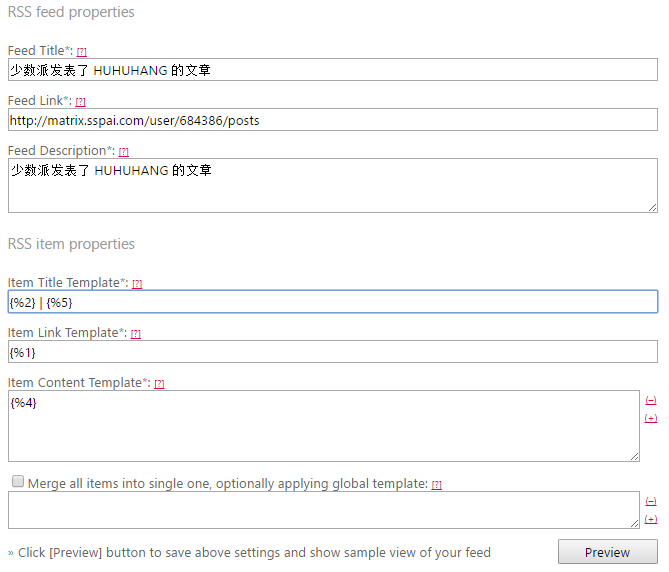 RSS feed properties
Feed Title*: [?]
少数派发表了 HUHUHANG 的文章
Feed Link*: [?]
http://matrix.sspai.com/user/684386/posts
Feed Description*: [?]
少数派发表了 HUHUHANG 的文章
RSS item properties
Item Title Template*: [?]
{%2} | {%5}
Item Link Template*: [?]
{%1}
Item Content Template*: [?]
{%4}
(−)
(+)
Merge all items into single one, optionally applying global template: [?]
(−)
(+)
» Click [Preview] button to save above settings and show sample view of your feed
Preview